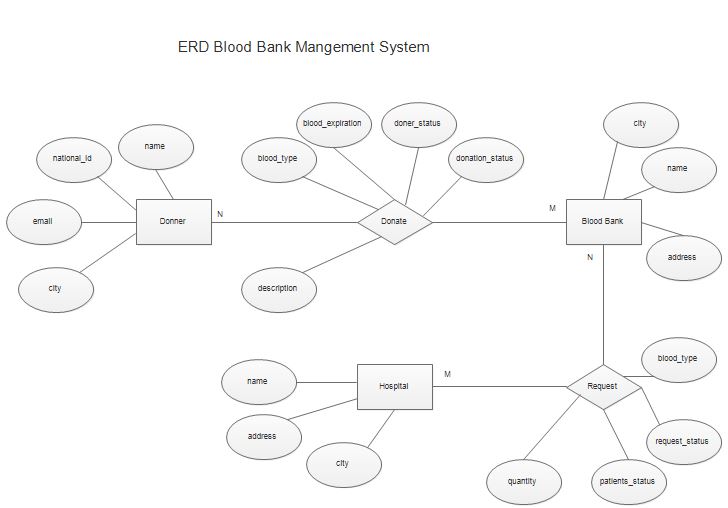 ERD Blood Bank Mangement System
blood_expiration
doner_status
city
name
national_id
blood_type
donation_status
name
email
Donner
N
Donate
M
Blood Bank
N
address
city
description
name
Hospital
M
Request
blood_type
address
city
request_status
quantity
patients_status